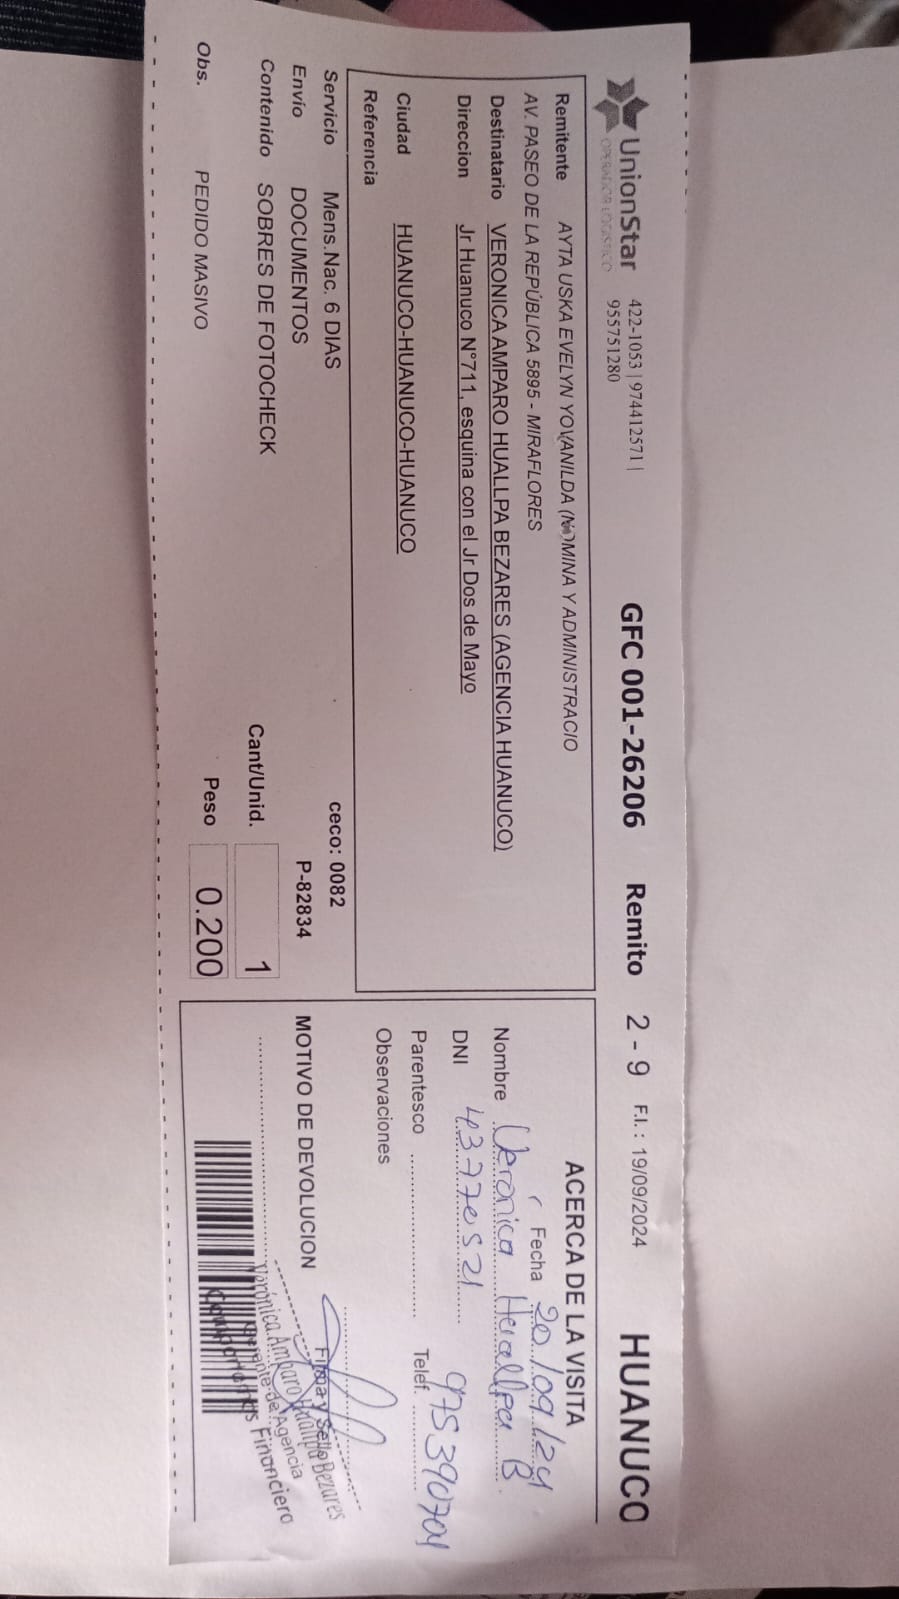 UnionStar
OPERADOR LOGISTICO
422-1053 | 974412571 |
955751280
GFC 001-26206 Remito 2 - 9 F.I. : 19/09/2024 HUANUCO
Remitente AYTA USKA EVELYN YOVANILDA (NOMINA Y ADMINISTRACIO
AV. PASEO DE LA REPÚBLICA 5895 - MIRAFLORES
Destinatario VERONICA AMPARO HUALLPA BEZARES (AGENCIA HUANUCO)
Direccion Jr Huanuco N°711, esquina con el Jr Dos de Mayo
Ciudad HUANUCO-HUANUCO-HUANUCO
Referencia
Servicio Mens.Nac. 6 DIAS ceco: 0082
Envío DOCUMENTOS P-82834
Contenido SOBRES DE FOTOCHECK Cant/Unid. 1
Obs. PEDIDO MASIVO Peso 0.200
ACERCA DE LA VISITA
Fecha 20/09/24
Nombre Veronica Huallpa B.
DNI
Parentesco Telef. 975390704
Observaciones
MOTIVO DE DEVOLUCION
Firma y Sello
Verónica Amparo Huallpa Bezares
Gerente de Agencia
Compartamos Financiero